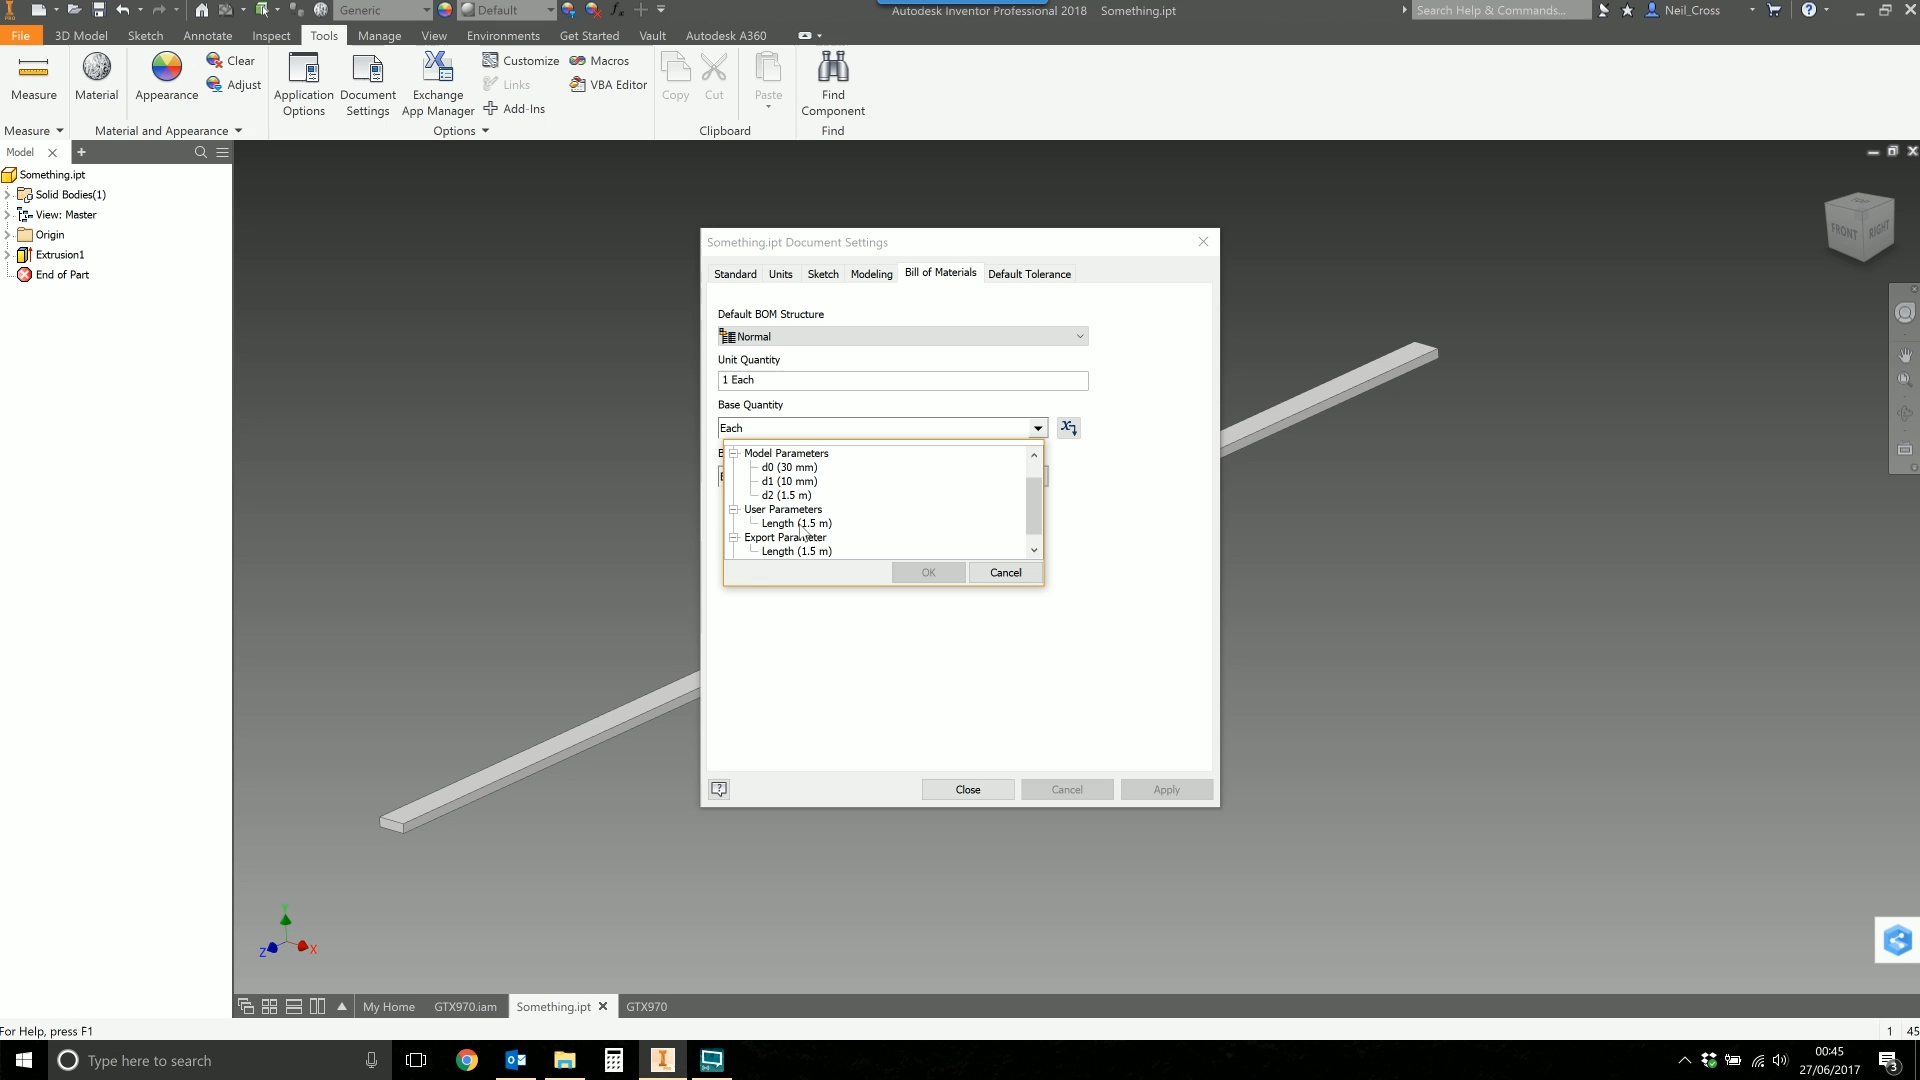 Generic
Default
Autodesk Inventor Professional 2018 Something.ipt
Search Help & Commands...
Neil_Cross
File 3D Model Sketch Annotate Inspect Tools Manage View Environments Get Started Vault Autodesk A360
Measure
Material
Appearance
Clear
Adjust
Application Options
Document Settings
Exchange App Manager
Customize
Links
Add-Ins
Macros
VBA Editor
Copy
Cut
Paste
Find Component
Measure
Material and Appearance
Options
Clipboard
Find
Model
Something.ipt
Solid Bodies(1)
View: Master
Origin
Extrusion1
End of Part
TOP
FRONT
RIGHT
Something.ipt Document Settings
Standard Units Sketch Modeling Bill of Materials Default Tolerance
Default BOM Structure
Normal
Unit Quantity
1 Each
Base Quantity
Each
Model Parameters
d0 (30 mm)
d1 (10 mm)
d2 (1.5 m)
User Parameters
Length (1.5 m)
Export Parameter
Length (1.5 m)
OK
Cancel
Close
Cancel
Apply
Y
Z
X
My Home GTX970.iam Something.ipt GTX970
For Help, press F1
1 45
Type here to search
00:45
27/06/2017
3